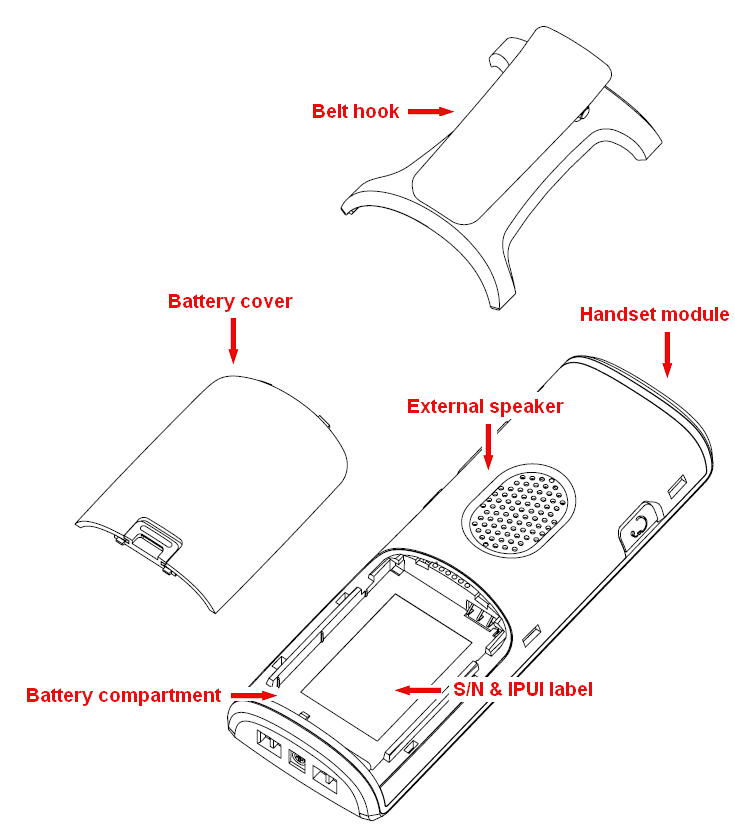 Belt hook
Battery cover
Handset module
External speaker
Battery compartment
S/N & IPUI label